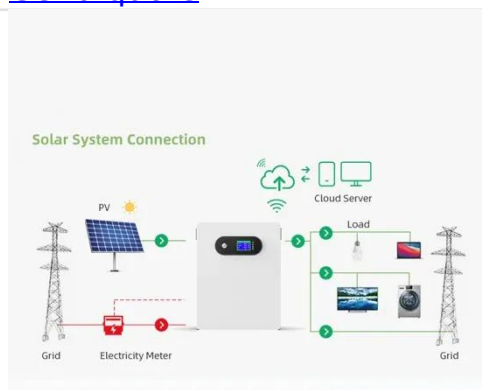 Solar System Connection
Cloud Server
PV
Load
Grid
Electricity Meter
Grid